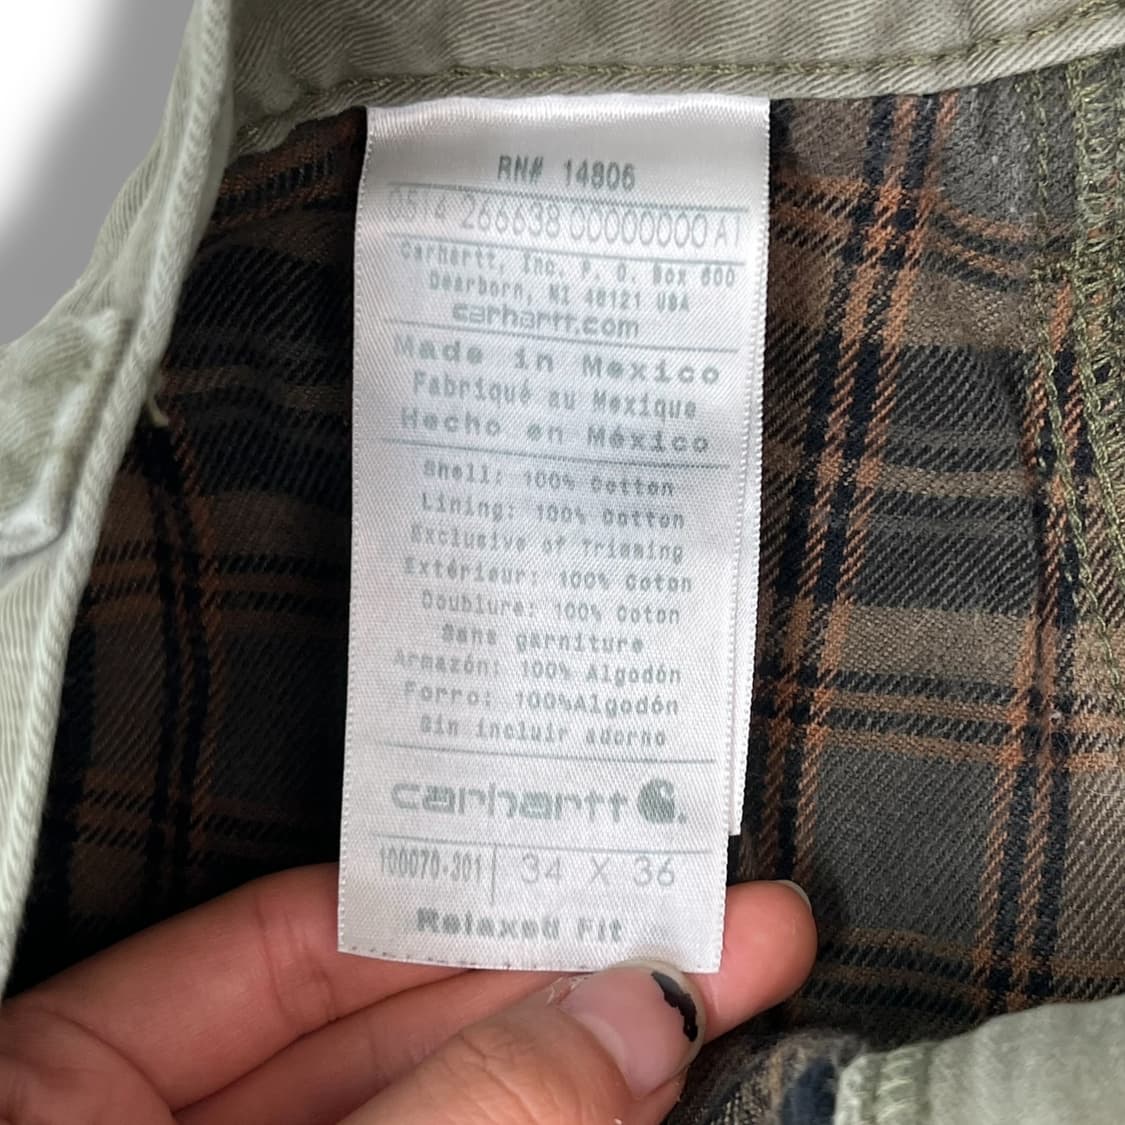 RN# 14806
0514 266638 00000000 A1
Carhartt, Inc. P. O. Box 600
Dearborn, MI 48121 USA
carhartt.com
Made in Mexico
Fabriqué au Mexique
Hecho en México
Shell: 100% Cotton
Lining: 100% Cotton
Exclusive of Trimming
Extérieur: 100% Coton
Doublure: 100% Coton
Sans garniture
Armazón: 100% Algodón
Forro: 100%Algodón
Sin incluir adorno
carhartt
100070-301 34 X 36
Relaxed Fit